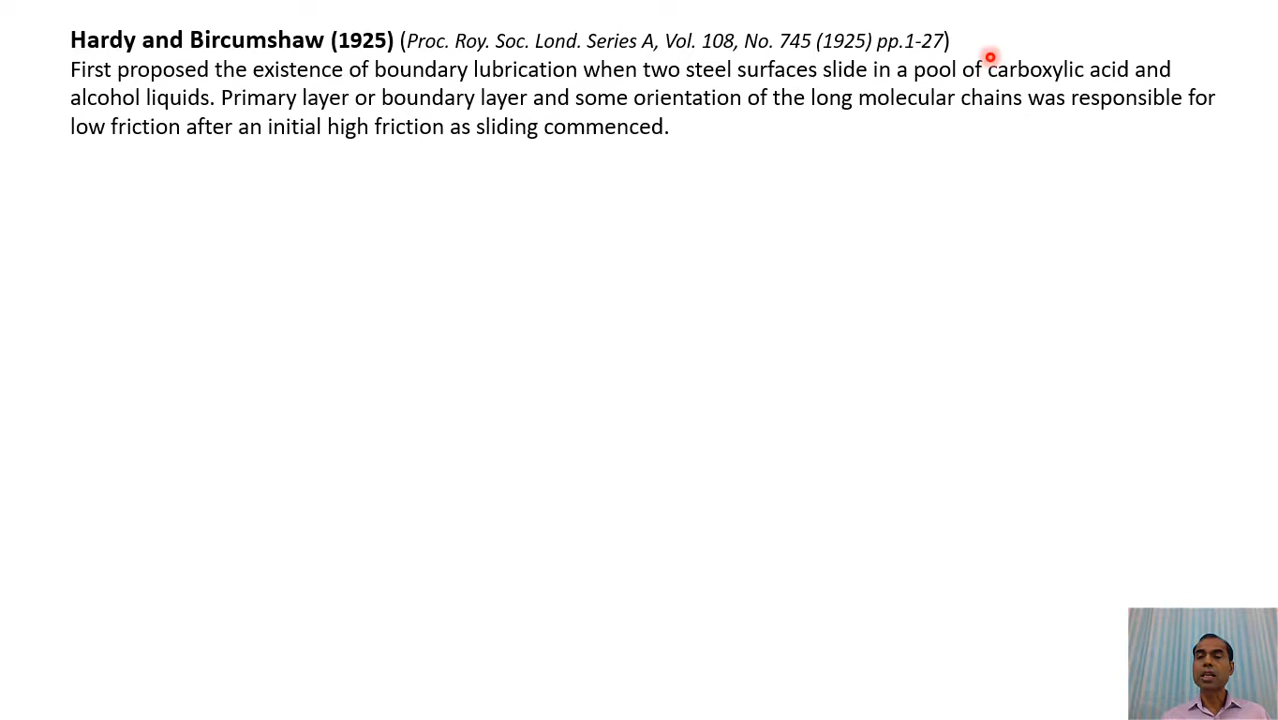 Hardy and Bircumshaw (1925) (Proc. Roy. Soc. Lond. Series A, Vol. 108, No. 745 (1925) pp.1-27)
First proposed the existence of boundary lubrication when two steel surfaces slide in a pool of carboxylic acid and
alcohol liquids. Primary layer or boundary layer and some orientation of the long molecular chains was responsible for
low friction after an initial high friction as sliding commenced.